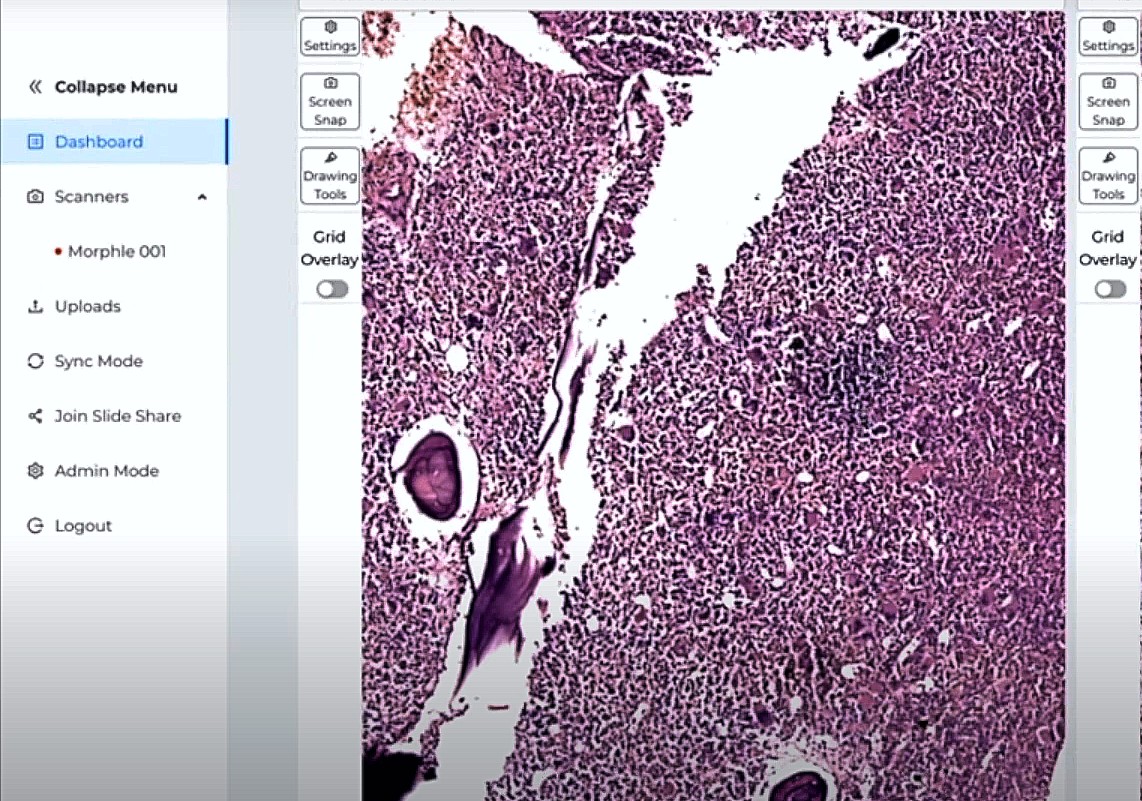 Collapse Menu
Dashboard
Scanners
Morphle 001
Uploads
Sync Mode
Join Slide Share
Admin Mode
Logout
Settings
Screen
Snap
Drawing
Tools
Grid
Overlay
Settings
Screen
Snap
Drawing
Tools
Grid
Overlay